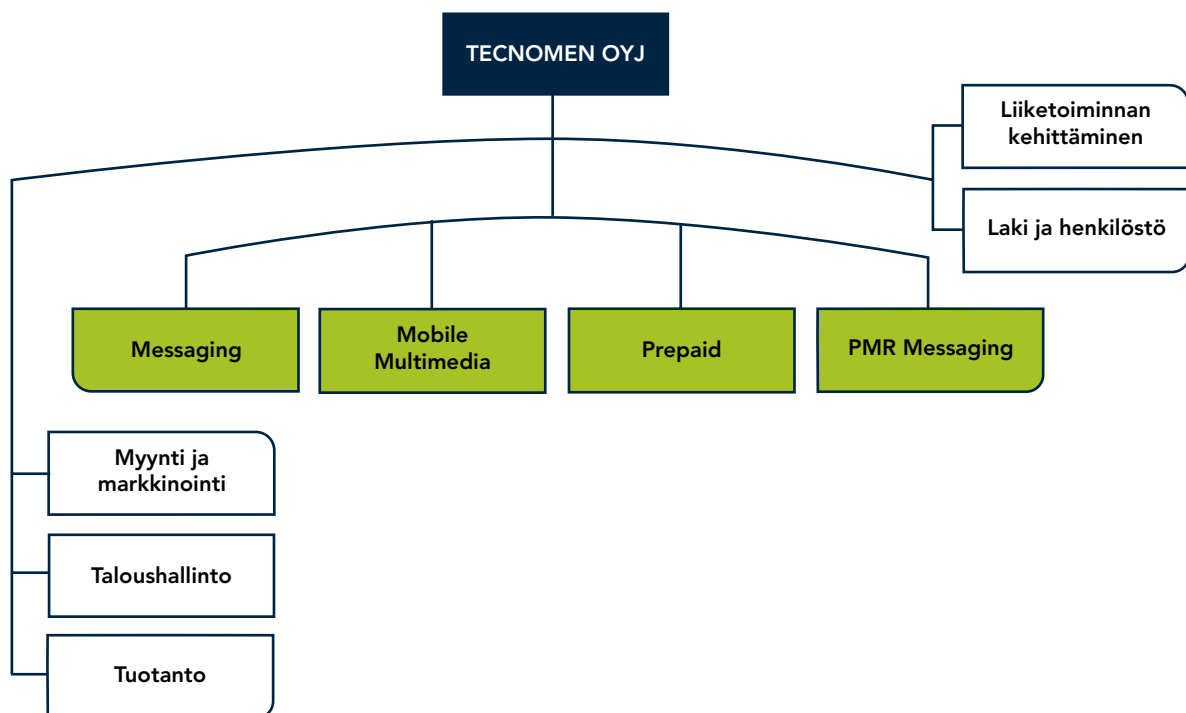 TECNOMEN OYJ
Liiketoiminnan
kehittäminen
Laki ja henkilöstö
Messaging
Mobile
Multimedia
Prepaid
PMR Messaging
Myynti ja
markkinointi
Taloushallinto
Tuotanto